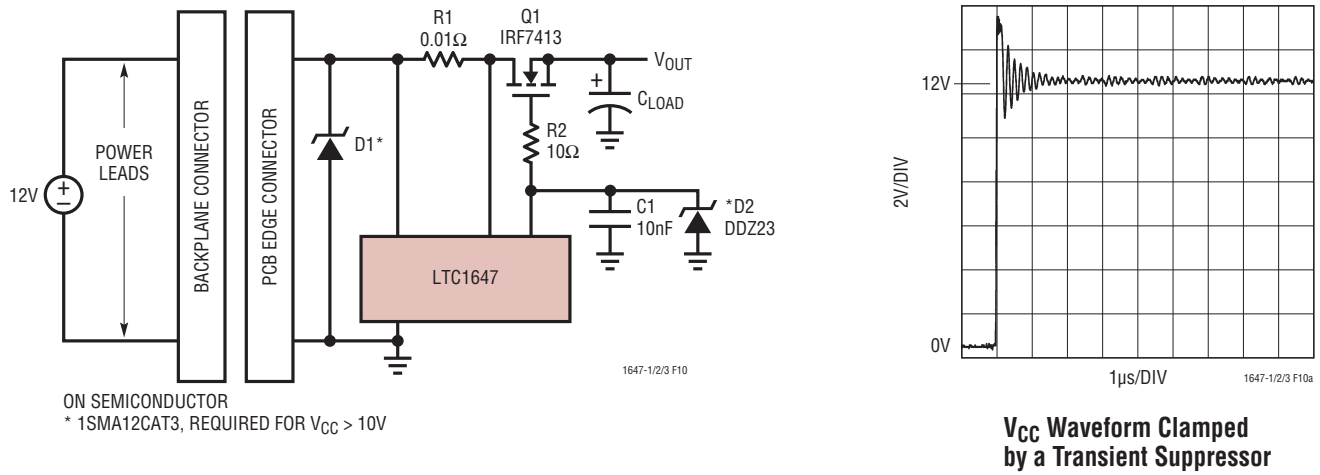 12V
+
–
POWER
LEADS
BACKPLANE CONNECTOR
PCB EDGE CONNECTOR
D1*
R1
0.01Ω
Q1
IRF7413
VOUT
+
CLOAD
R2
10Ω
C1
10nF
*D2
DDZ23
LTC1647
1647-1/2/3 F10
ON SEMICONDUCTOR
* 1SMA12CAT3, REQUIRED FOR VCC > 10V
12V
2V/DIV
0V
1µs/DIV
1647-1/2/3 F10a
VCC Waveform Clamped
by a Transient Suppressor